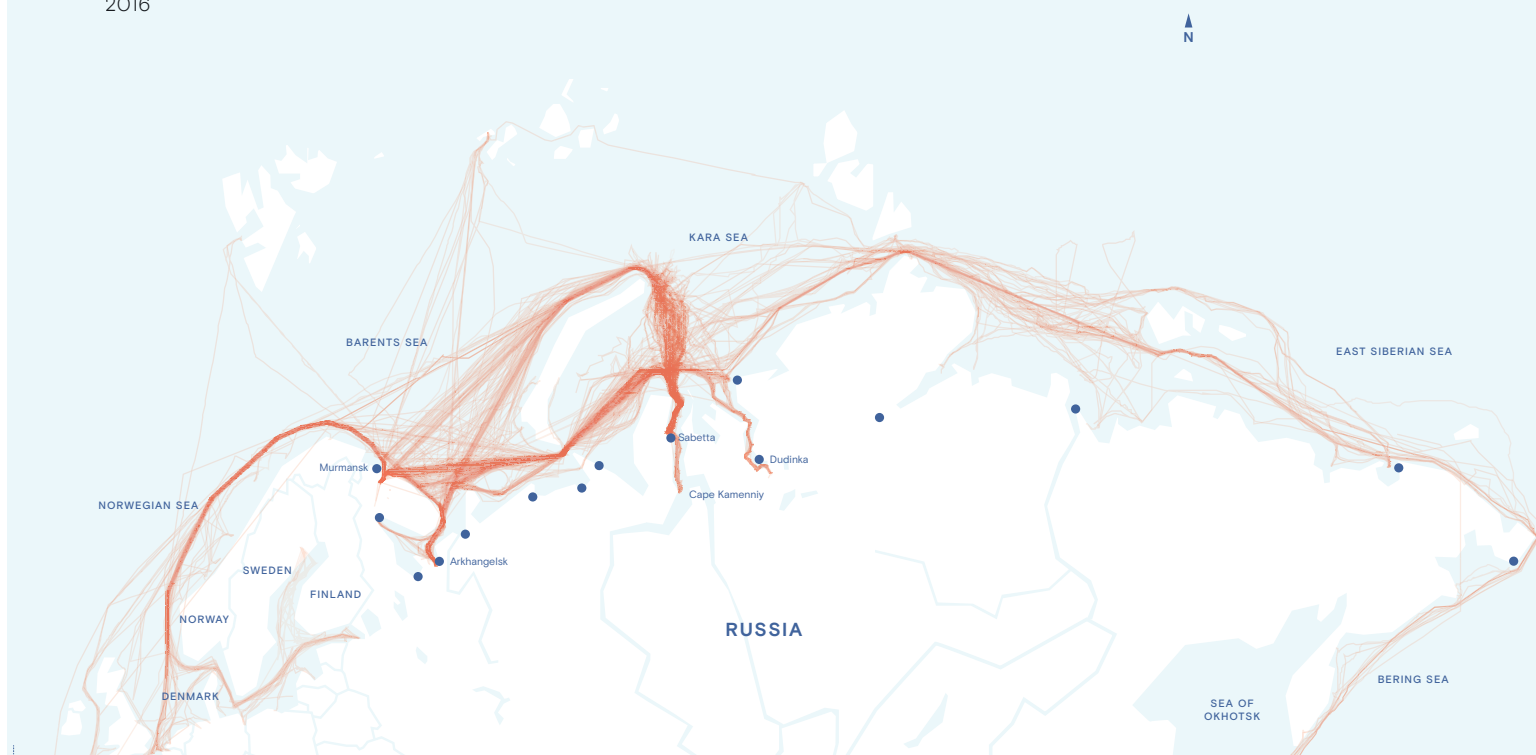 2016
N
KARA SEA
BARENTS SEA
EAST SIBERIAN SEA
Sabetta
Murmansk
Dudinka
Cape Kamenniy
NORWEGIAN SEA
Arkhangelsk
SWEDEN
FINLAND
NORWAY
RUSSIA
BERING SEA
DENMARK
SEA OF
OKHOTSK